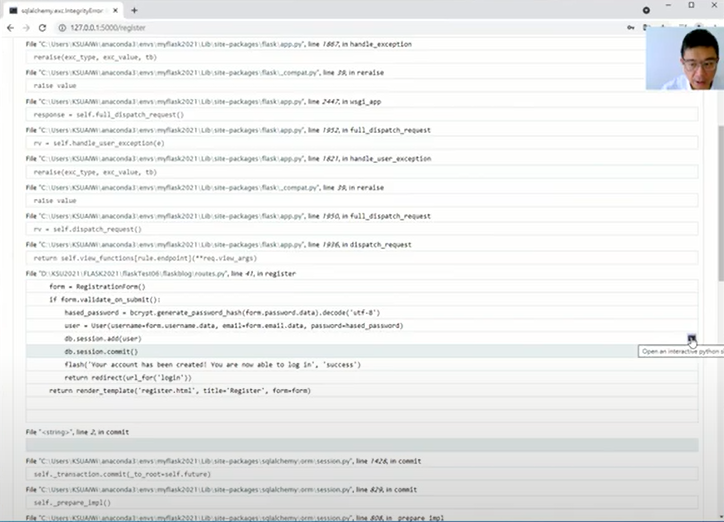 sqlalchemy.exc.IntegrityError
127.0.0.1:5000/register
File "C:\Users\KSUAIWi\anaconda3\envs\myflask2021\Lib\site-packages\flask\app.py", line 1867, in handle_exception
reraise(exc_type, exc_value, tb)
File "C:\Users\KSUAIWi\anaconda3\envs\myflask2021\Lib\site-packages\flask\_compat.py", line 39, in reraise
raise value
File "C:\Users\KSUAIWi\anaconda3\envs\myflask2021\Lib\site-packages\flask\app.py", line 2447, in wsgi_app
response = self.full_dispatch_request()
File "C:\Users\KSUAIWi\anaconda3\envs\myflask2021\Lib\site-packages\flask\app.py", line 1952, in full_dispatch_request
rv = self.handle_user_exception(e)
File "C:\Users\KSUAIWi\anaconda3\envs\myflask2021\Lib\site-packages\flask\app.py", line 1821, in handle_user_exception
reraise(exc_type, exc_value, tb)
File "C:\Users\KSUAIWi\anaconda3\envs\myflask2021\Lib\site-packages\flask\_compat.py", line 39, in reraise
raise value
File "C:\Users\KSUAIWi\anaconda3\envs\myflask2021\Lib\site-packages\flask\app.py", line 1950, in full_dispatch_request
rv = self.dispatch_request()
File "C:\Users\KSUAIWi\anaconda3\envs\myflask2021\Lib\site-packages\flask\app.py", line 1936, in dispatch_request
return self.view_functions[rule.endpoint](**req.view_args)
File "D:\KSU2021\FLASK2021\flaskTest06\flaskblog\routes.py", line 41, in register
form = RegistrationForm()
if form.validate_on_submit():
hased_password = bcrypt.generate_password_hash(form.password.data).decode('utf-8')
user = User(username=form.username.data, email=form.email.data, password=hased_password)
db.session.add(user)
db.session.commit()
Open an interactive python s
flash('Your account has been created! You are now able to log in', 'success')
return redirect(url_for('login'))
return render_template('register.html', title='Register', form=form)
File "<string>", line 2, in commit
File "C:\Users\KSUAIWi\anaconda3\envs\myflask2021\Lib\site-packages\sqlalchemy\orm\session.py", line 1428, in commit
self._transaction.commit(_to_root=self.future)
File "C:\Users\KSUAIWi\anaconda3\envs\myflask2021\Lib\site-packages\sqlalchemy\orm\session.py", line 829, in commit
self._prepare_impl()
File "C:\Users\KSUAIWi\anaconda3\envs\myflask2021\Lib\site-packages\sqlalchemy\orm\session.py", line 808, in _prepare_impl